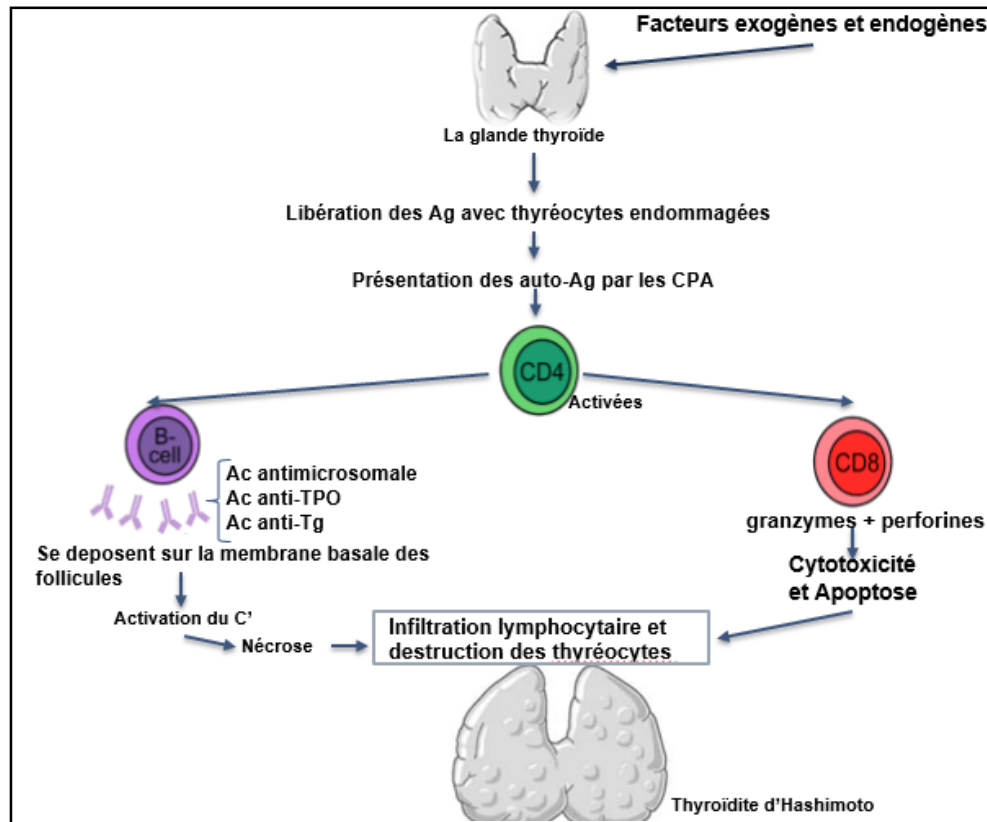 Facteurs exogènes et endogènes
La glande thyroïde
Libération des Ag avec thyréocytes endommagées
Présentation des auto-Ag par les CPA
CD4
Activées
B-
cell
Ac antimicrosomale
Ac anti-TPO
Ac anti-Tg
Se deposent sur la membrane basale des
follicules
Activation du C’
Nécrose
CD8
granzymes + perforines
Cytotoxicité
et Apoptose
Infiltration lymphocytaire et
destruction des thyréocytes
Thyroïdite d’Hashimoto